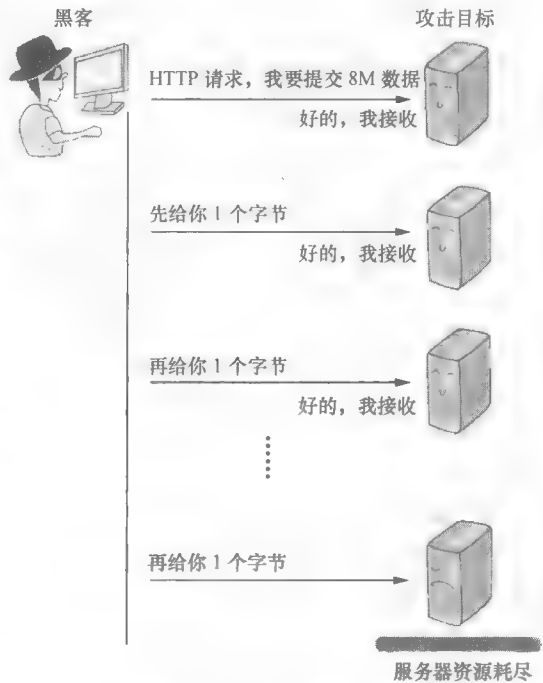 黑客
攻击目标
HTTP 请求，我要提交 8M 数据
好的，我接收
先给你 1 个字节
好的，我接收
再给你 1 个字节
好的，我接收
再给你 1 个字节
服务器资源耗尽